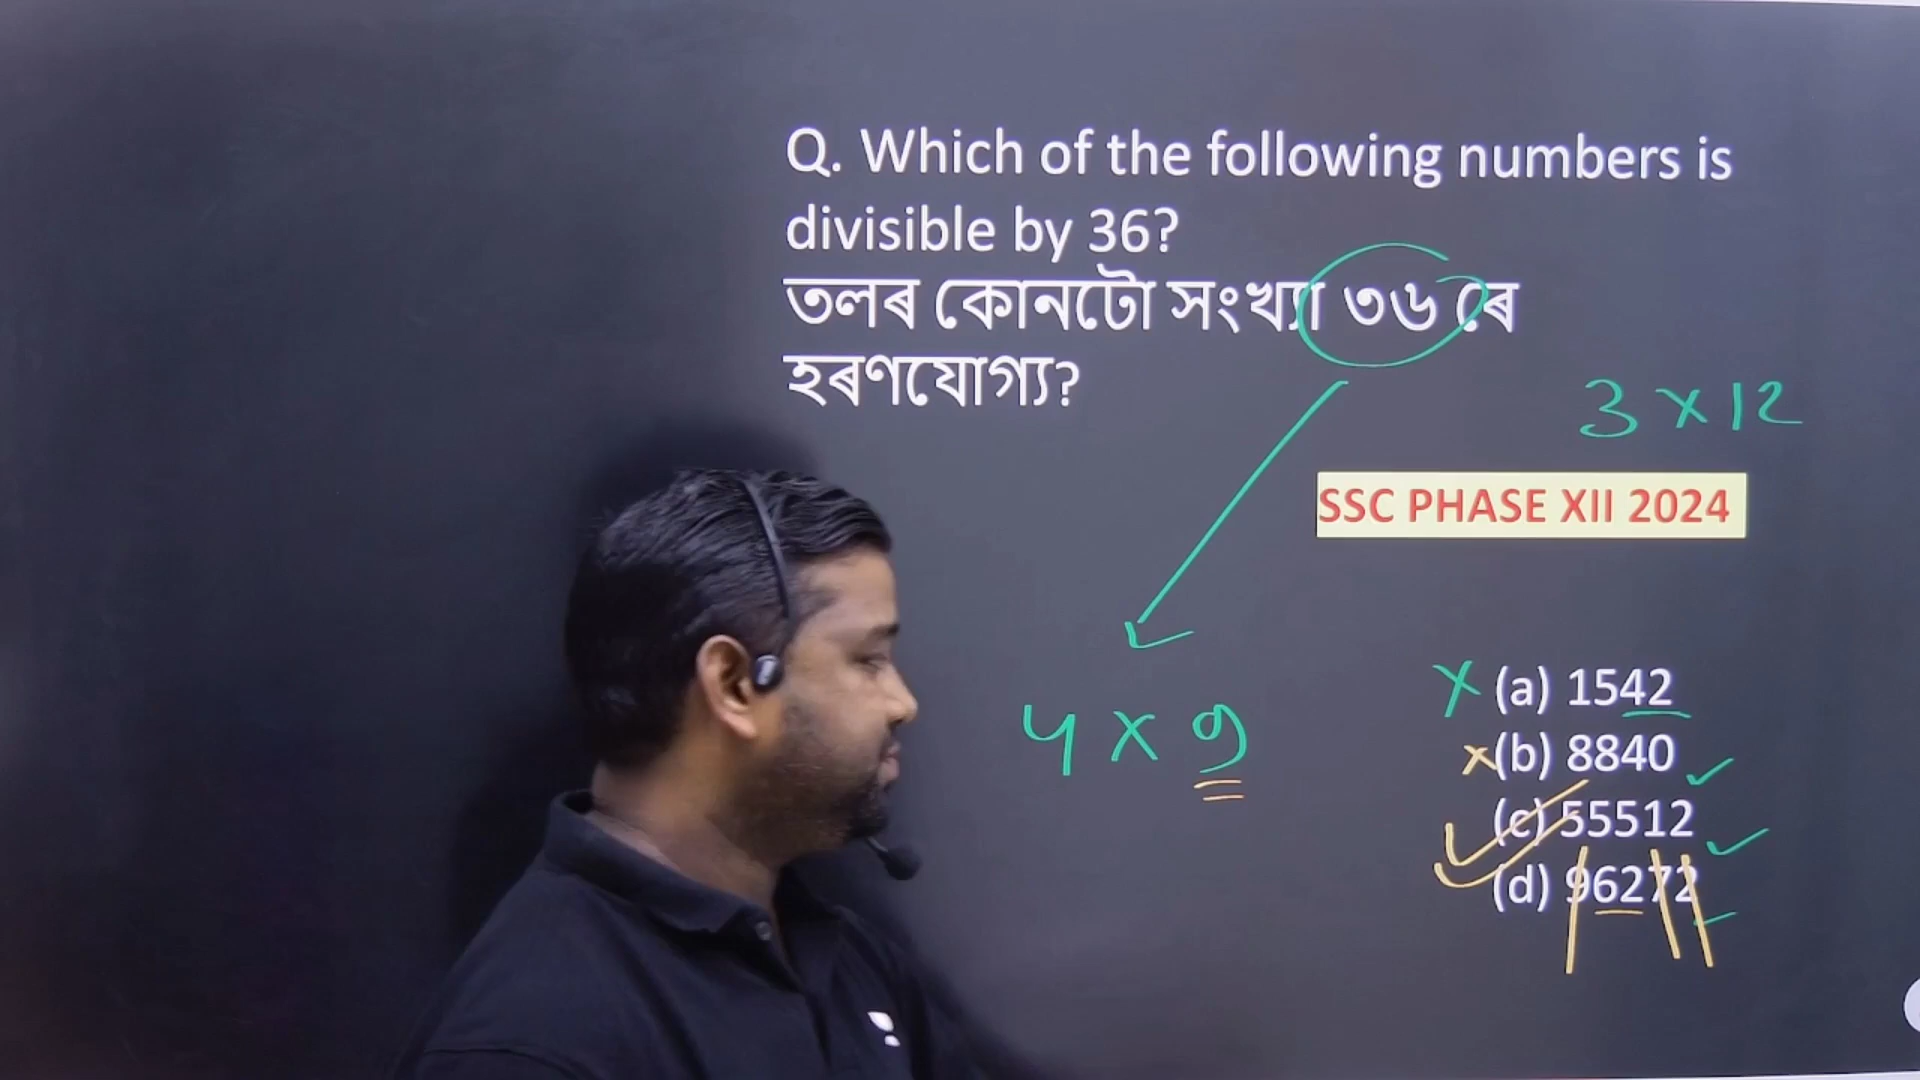 Q. Which of the following numbers is
divisible by 36?
তলৰ কোনটো সংখ্যা ৩৬ ৰে
হৰণযোগ্য?
3 x 12
SSC PHASE XII 2024
4 x 9
(a) 1542
(b) 8840
(c) 55512
(d) 96272